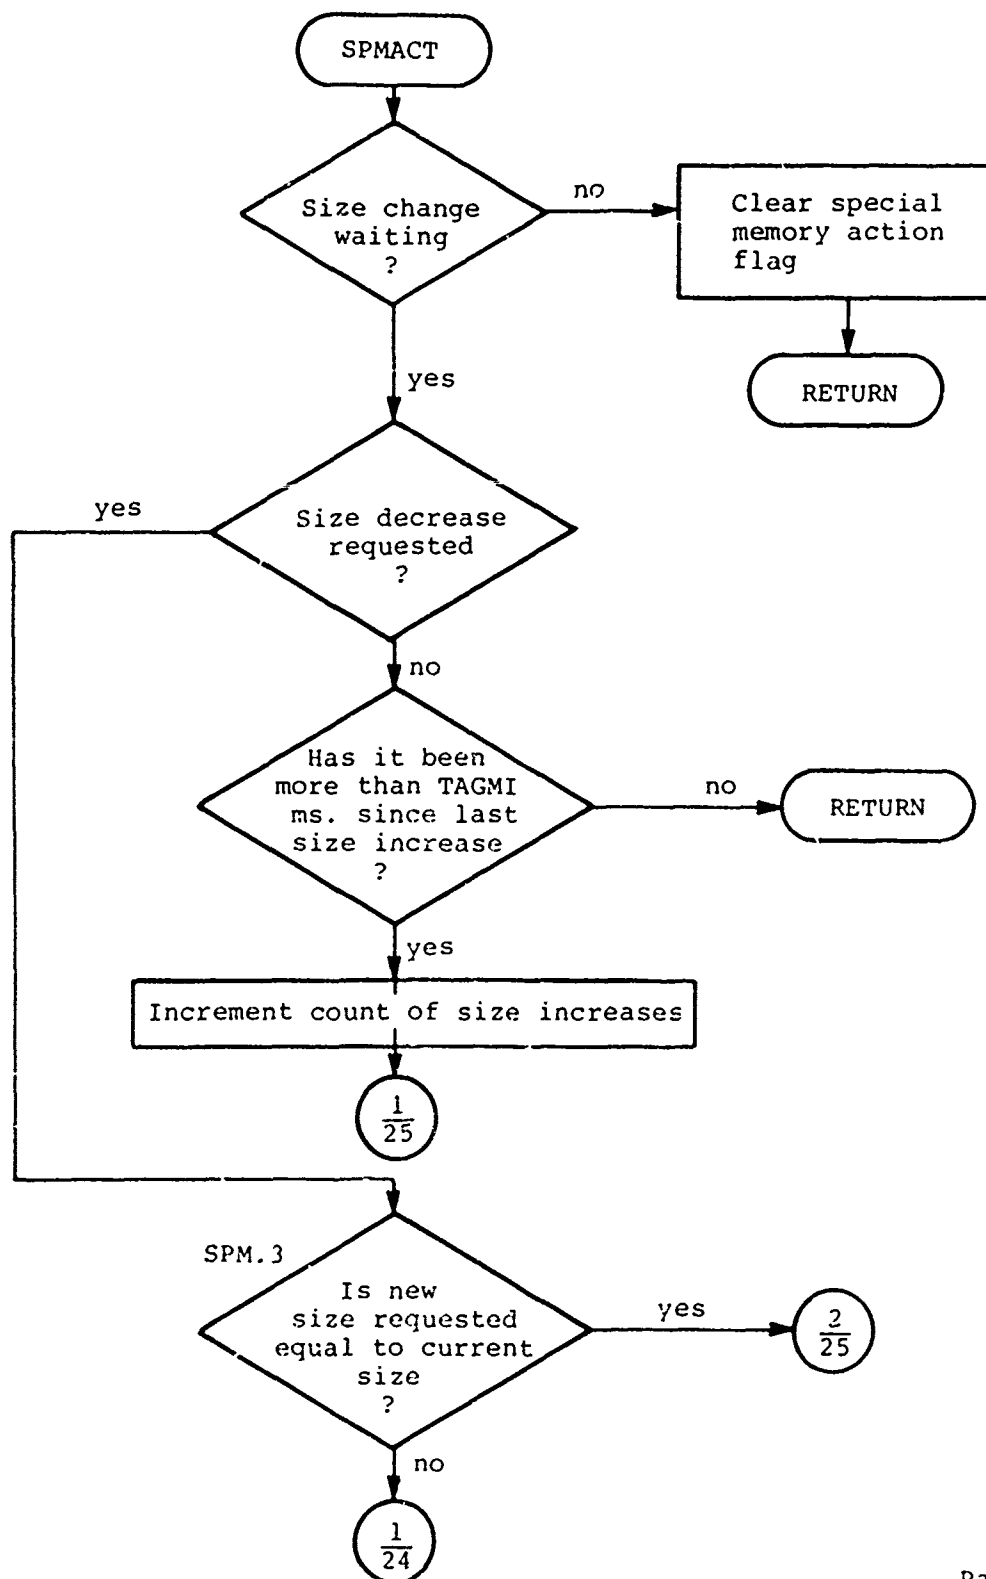 SPMACT
Size change
waiting
?
no
Clear special
memory action
flag
RETURN
yes
yes
Size decrease
requested
?
no
Has it been
more than TAGMI
ms. since last
size increase
?
no
RETURN
yes
Increment count of size increases
1
25
SPM.3
Is new
size requested
equal to current
size
?
yes
2
25
no
1
24